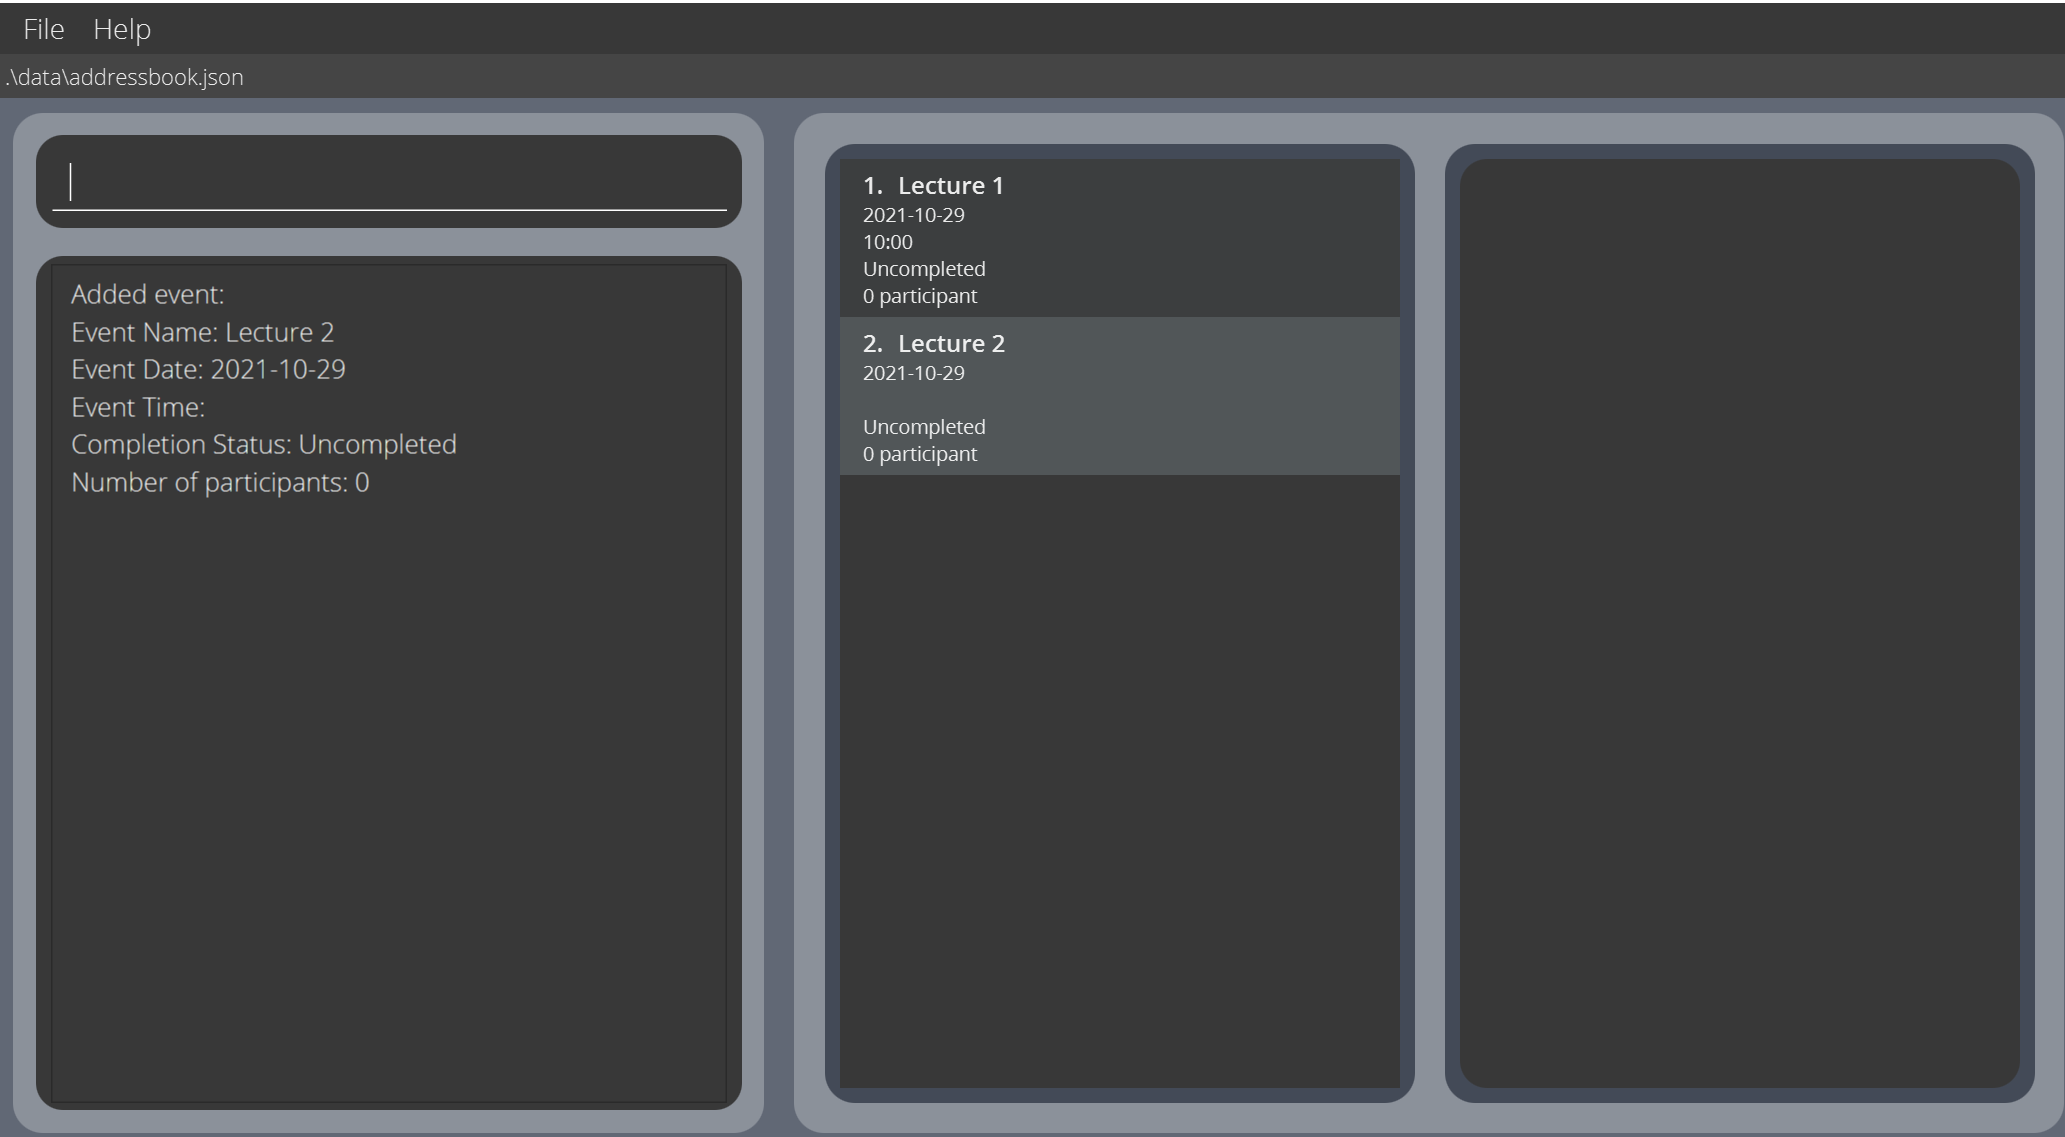 File Help
.\data\addressbook.json
Added event:
Event Name: Lecture 2
Event Date: 2021-10-29
Event Time:
Completion Status: Uncompleted
Number of participants: 0
1. Lecture 1
2021-10-29
10:00
Uncompleted
0 participant
2. Lecture 2
2021-10-29
Uncompleted
0 participant